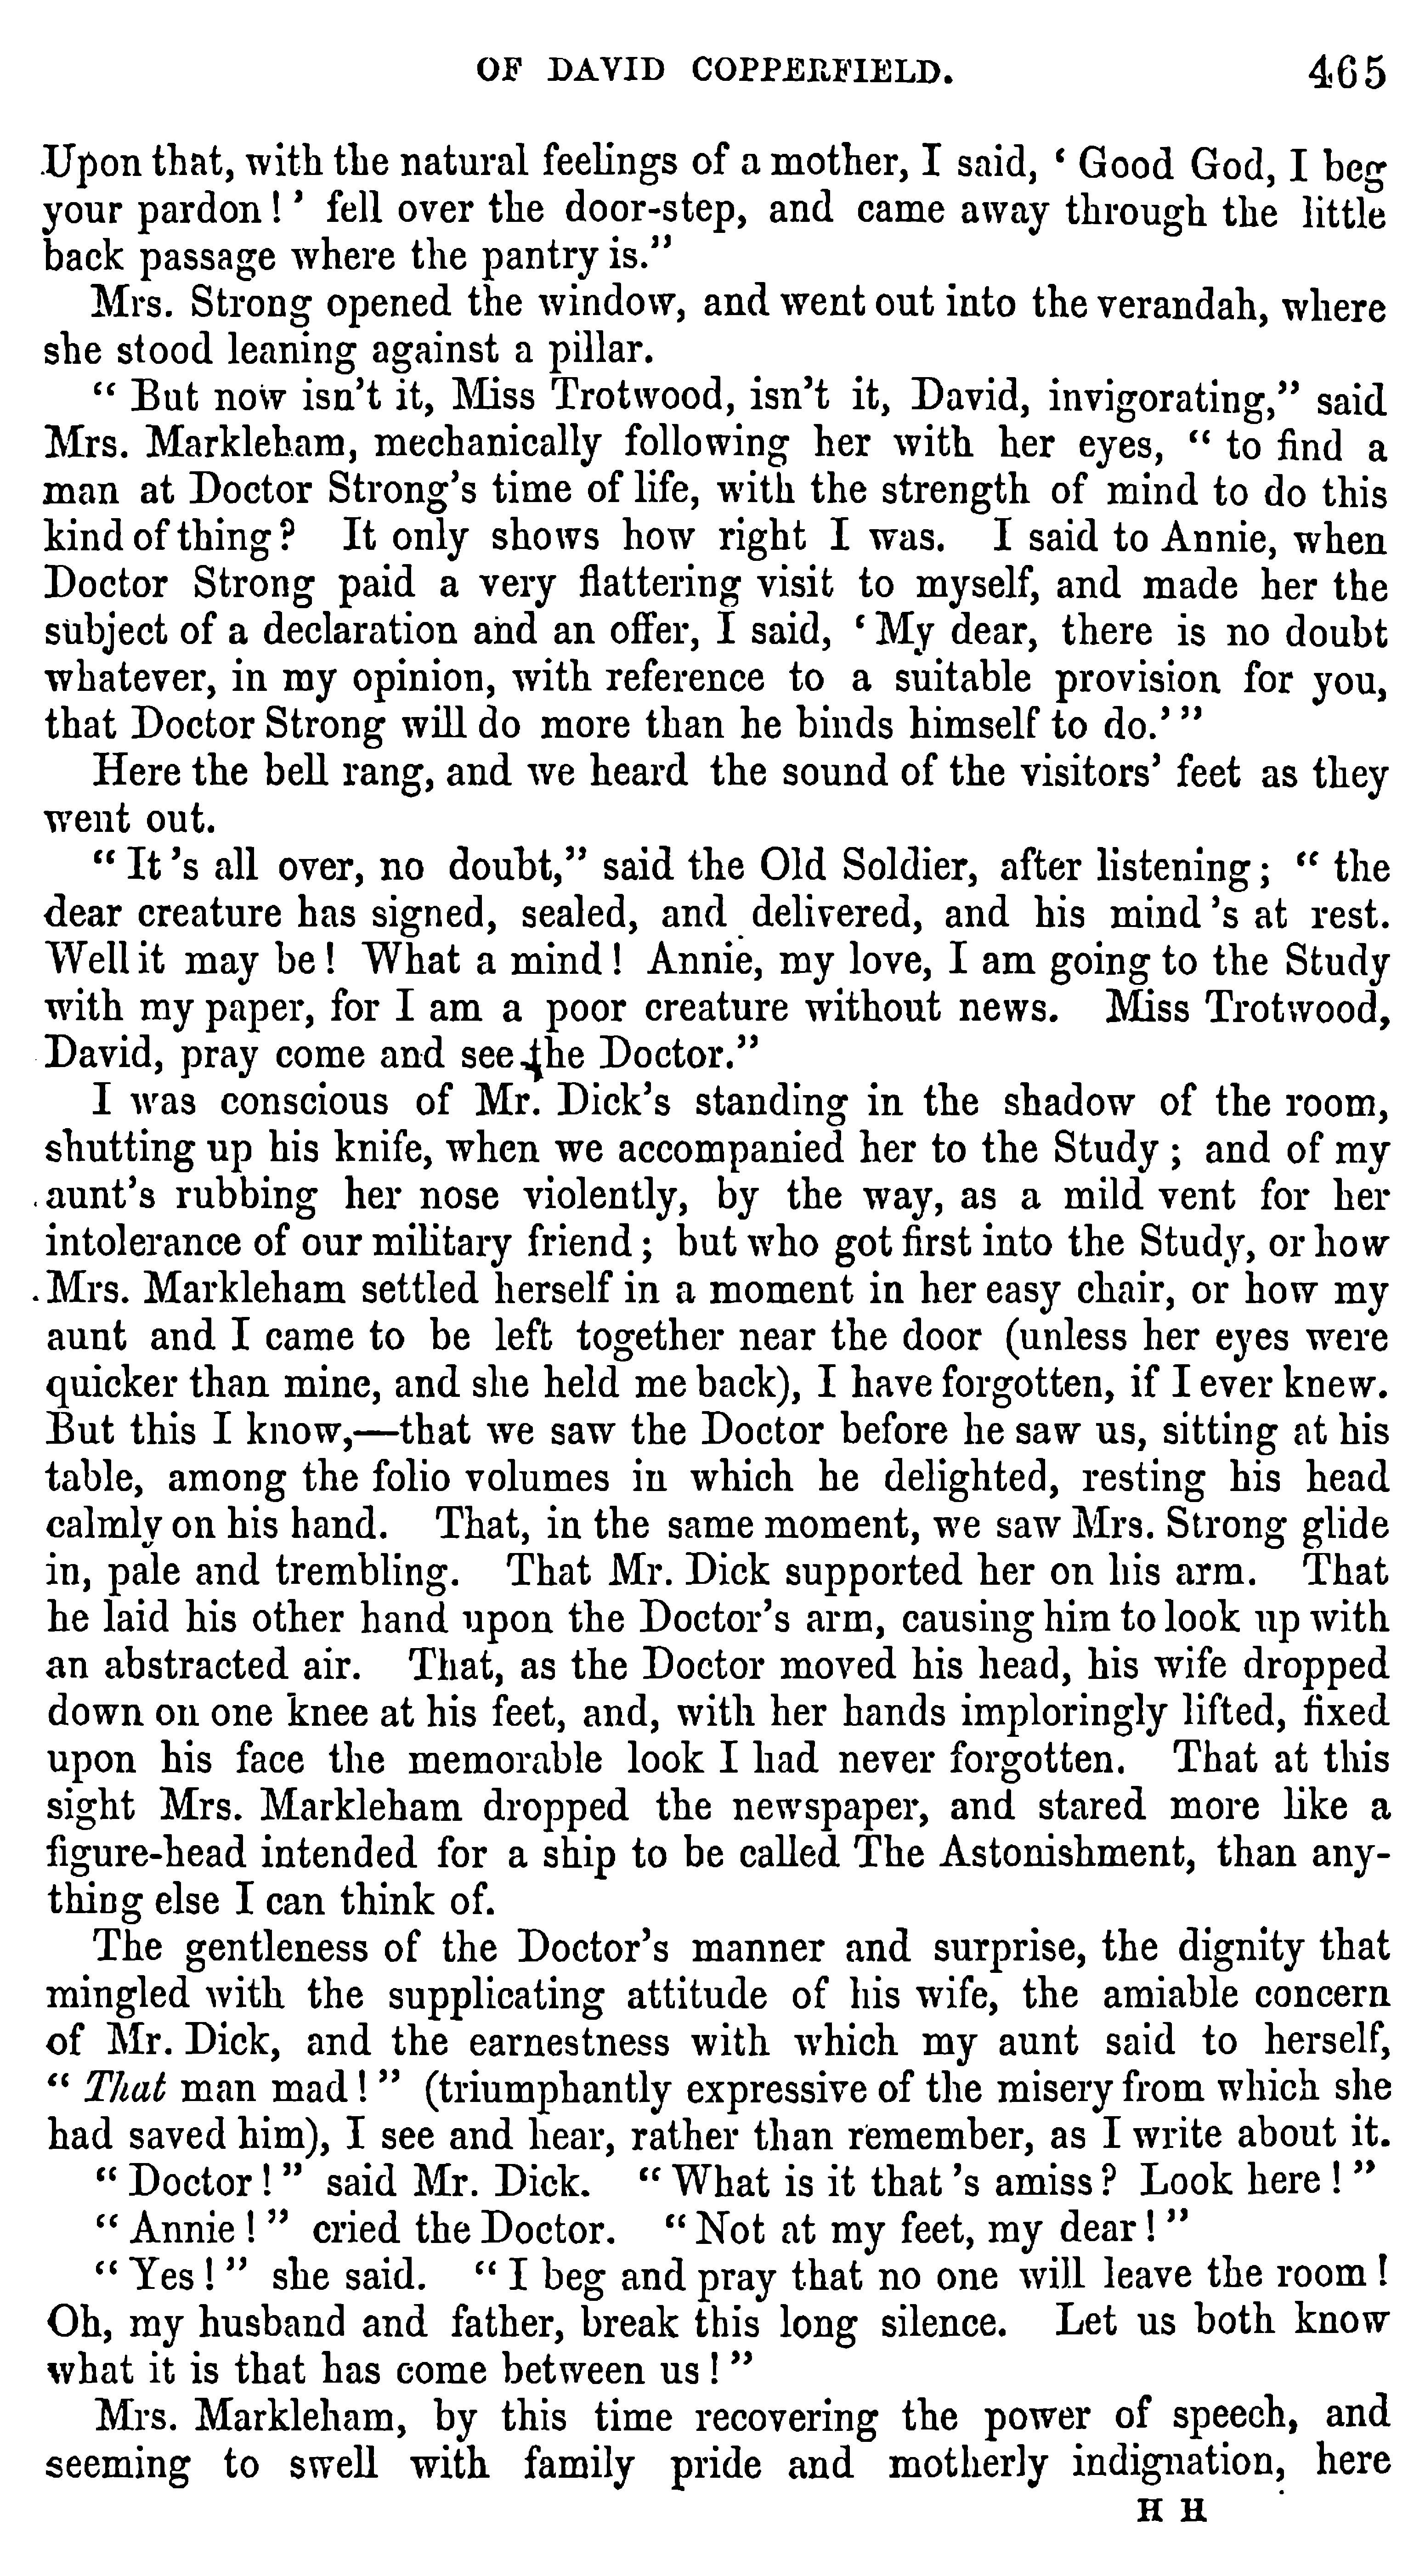 OF DAVID COPPERFIELD. 465
Upon that, with the natural feelings of a mother, I said, ‘ Good God, I beg
your pardon ! ’ fell over the door-step, and came away through the little
back passage where the pantry is.”
Mrs. Strong opened the window, and went out into the verandah, where
she stood leaning against a pillar.
“ But now isn’t it, Miss Trotwood, isn’t it, David, invigorating,” said
Mrs. Markleham, mechanically following her with her eyes, “ to find a
man at Doctor Strong’s time of life, with the strength of mind to do this
kind of thing ? It only shows how right I was. I said to Annie, when
Doctor Strong paid a very flattering visit to myself, and made her the
subject of a declaration and an offer, I said, ‘ My dear, there is no doubt
whatever, in my opinion, with reference to a suitable provision for you,
that Doctor Strong will do more than he binds himself to do.’ ”
Here the bell rang, and we heard the sound of the visitors’ feet as they
went out.
“ It ’s all over, no doubt,” said the Old Soldier, after listening ; “ the
dear creature has signed, sealed, and delivered, and his mind ’s at rest.
Well it may be ! What a mind ! Annie, my love, I am going to the Study
with my paper, for I am a poor creature without news. Miss Trotwood,
David, pray come and see the Doctor.”
I was conscious of Mr. Dick’s standing in the shadow of the room,
shutting up his knife, when we accompanied her to the Study ; and of my
aunt’s rubbing her nose violently, by the way, as a mild vent for her
intolerance of our military friend ; but who got first into the Study, or how
Mrs. Markleham settled herself in a moment in her easy chair, or how my
aunt and I came to be left together near the door (unless her eyes were
quicker than mine, and she held me back), I have forgotten, if I ever knew.
But this I know,—that we saw the Doctor before he saw us, sitting at his
table, among the folio volumes in which he delighted, resting his head
calmly on his hand. That, in the same moment, we saw Mrs. Strong glide
in, pale and trembling. That Mr. Dick supported her on his arm. That
he laid his other hand upon the Doctor’s arm, causing him to look up with
an abstracted air. That, as the Doctor moved his head, his wife dropped
down on one knee at his feet, and, with her hands imploringly lifted, fixed
upon his face the memorable look I had never forgotten. That at this
sight Mrs. Markleham dropped the newspaper, and stared more like a
figure-head intended for a ship to be called The Astonishment, than any-
thing else I can think of.
The gentleness of the Doctor’s manner and surprise, the dignity that
mingled with the supplicating attitude of his wife, the amiable concern
of Mr. Dick, and the earnestness with which my aunt said to herself,
“ That man mad ! ” (triumphantly expressive of the misery from which she
had saved him), I see and hear, rather than remember, as I write about it.
“ Doctor ! ” said Mr. Dick. “ What is it that ’s amiss ? Look here ! ”
“ Annie ! ” cried the Doctor. “ Not at my feet, my dear ! ”
“ Yes ! ” she said. “ I beg and pray that no one will leave the room !
Oh, my husband and father, break this long silence. Let us both know
what it is that has come between us ! ”
Mrs. Markleham, by this time recovering the power of speech, and
seeming to swell with family pride and motherly indignation, here
H H